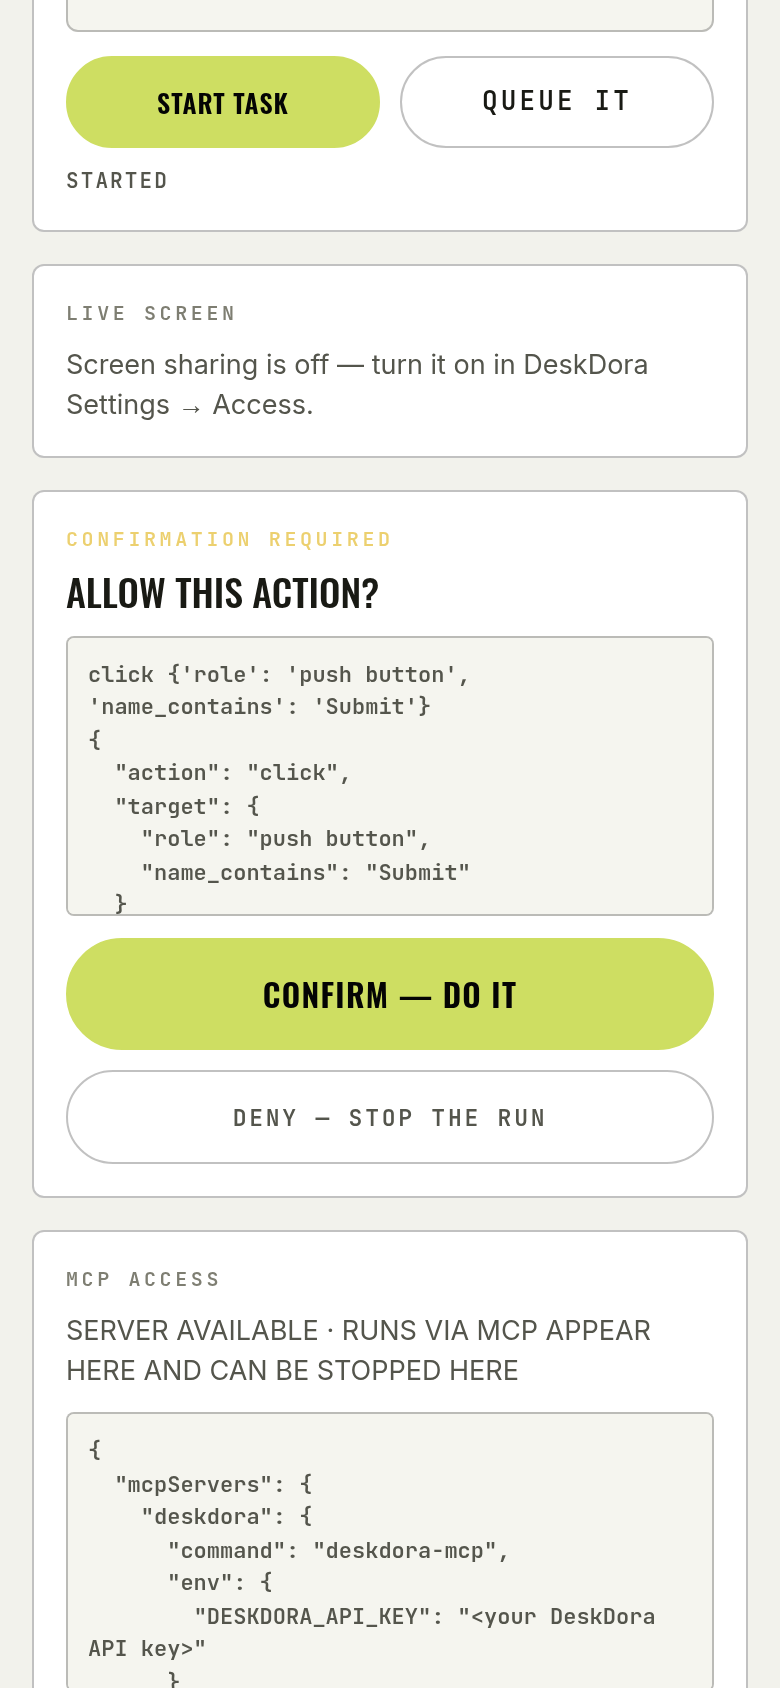 START TASK
QUEUE IT
STARTED
LIVE SCREEN
Screen sharing is off — turn it on in DeskDora
Settings → Access.
CONFIRMATION REQUIRED
ALLOW THIS ACTION?
click {'role': 'push button',
'name_contains': 'Submit'}
{
  "action": "click",
  "target": {
    "role": "push button",
    "name_contains": "Submit"
  }
CONFIRM — DO IT
DENY — STOP THE RUN
MCP ACCESS
SERVER AVAILABLE · RUNS VIA MCP APPEAR
HERE AND CAN BE STOPPED HERE
{
  "mcpServers": {
    "deskdora": {
      "command": "deskdora-mcp",
      "env": {
        "DESKDORA_API_KEY": "<your DeskDora
API key>"
      }